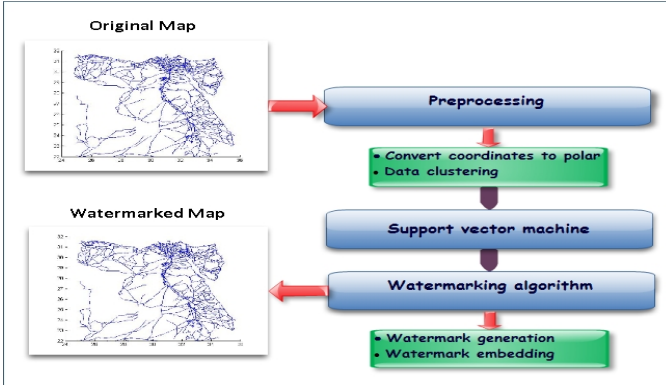 Original Map
Preprocessing
• Convert coordinates to polar
• Data clustering
Watermarked Map
Support vector machine
Watermarking algorithm
• Watermark generation
• Watermark embedding